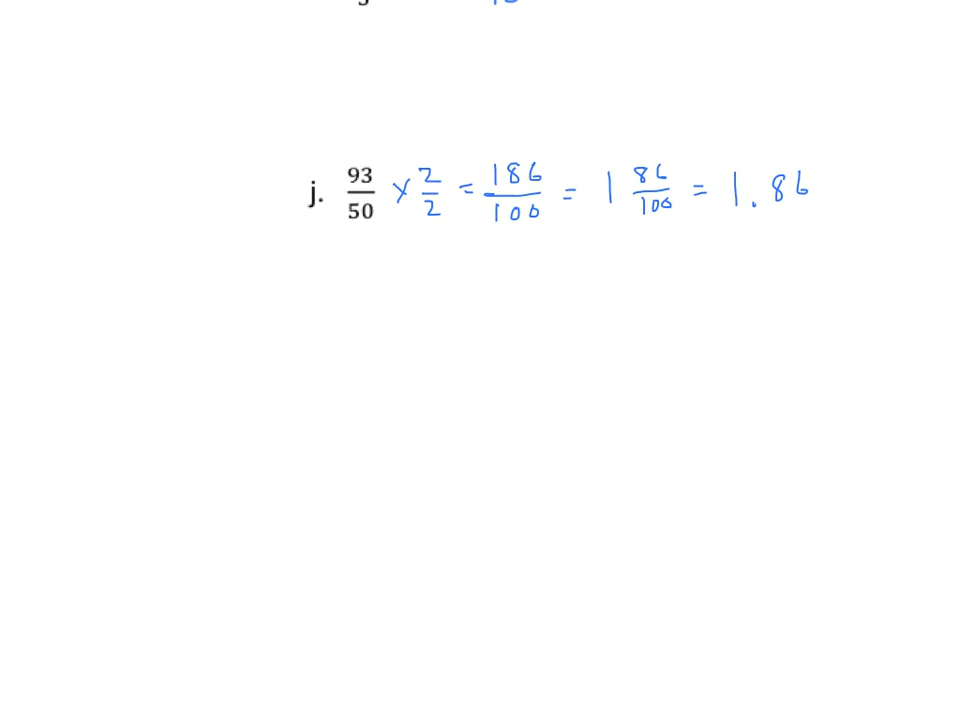 j. 93/50 × 2/2 = 186/100 = 1 86/100 = 1.86